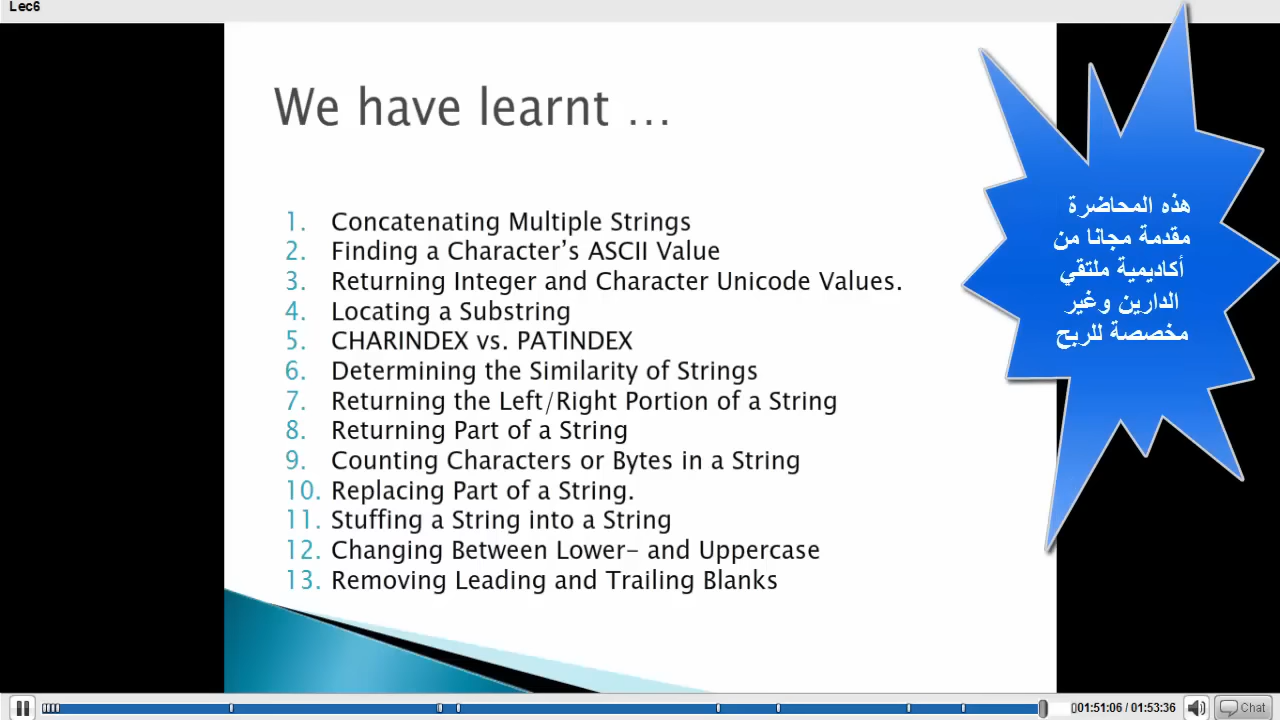 Lec6
We have learnt ...
1. Concatenating Multiple Strings
2. Finding a Character’s ASCII Value
3. Returning Integer and Character Unicode Values.
4. Locating a Substring
5. CHARINDEX vs. PATINDEX
6. Determining the Similarity of Strings
7. Returning the Left/Right Portion of a String
8. Returning Part of a String
9. Counting Characters or Bytes in a String
10. Replacing Part of a String.
11. Stuffing a String into a String
12. Changing Between Lower- and Uppercase
13. Removing Leading and Trailing Blanks
هذه المحاضرة
مقدمة مجانا من
أكاديمية ملتقي
الدارين وغير
مخصصة للربح
01:51:06 / 01:53:36
Chat